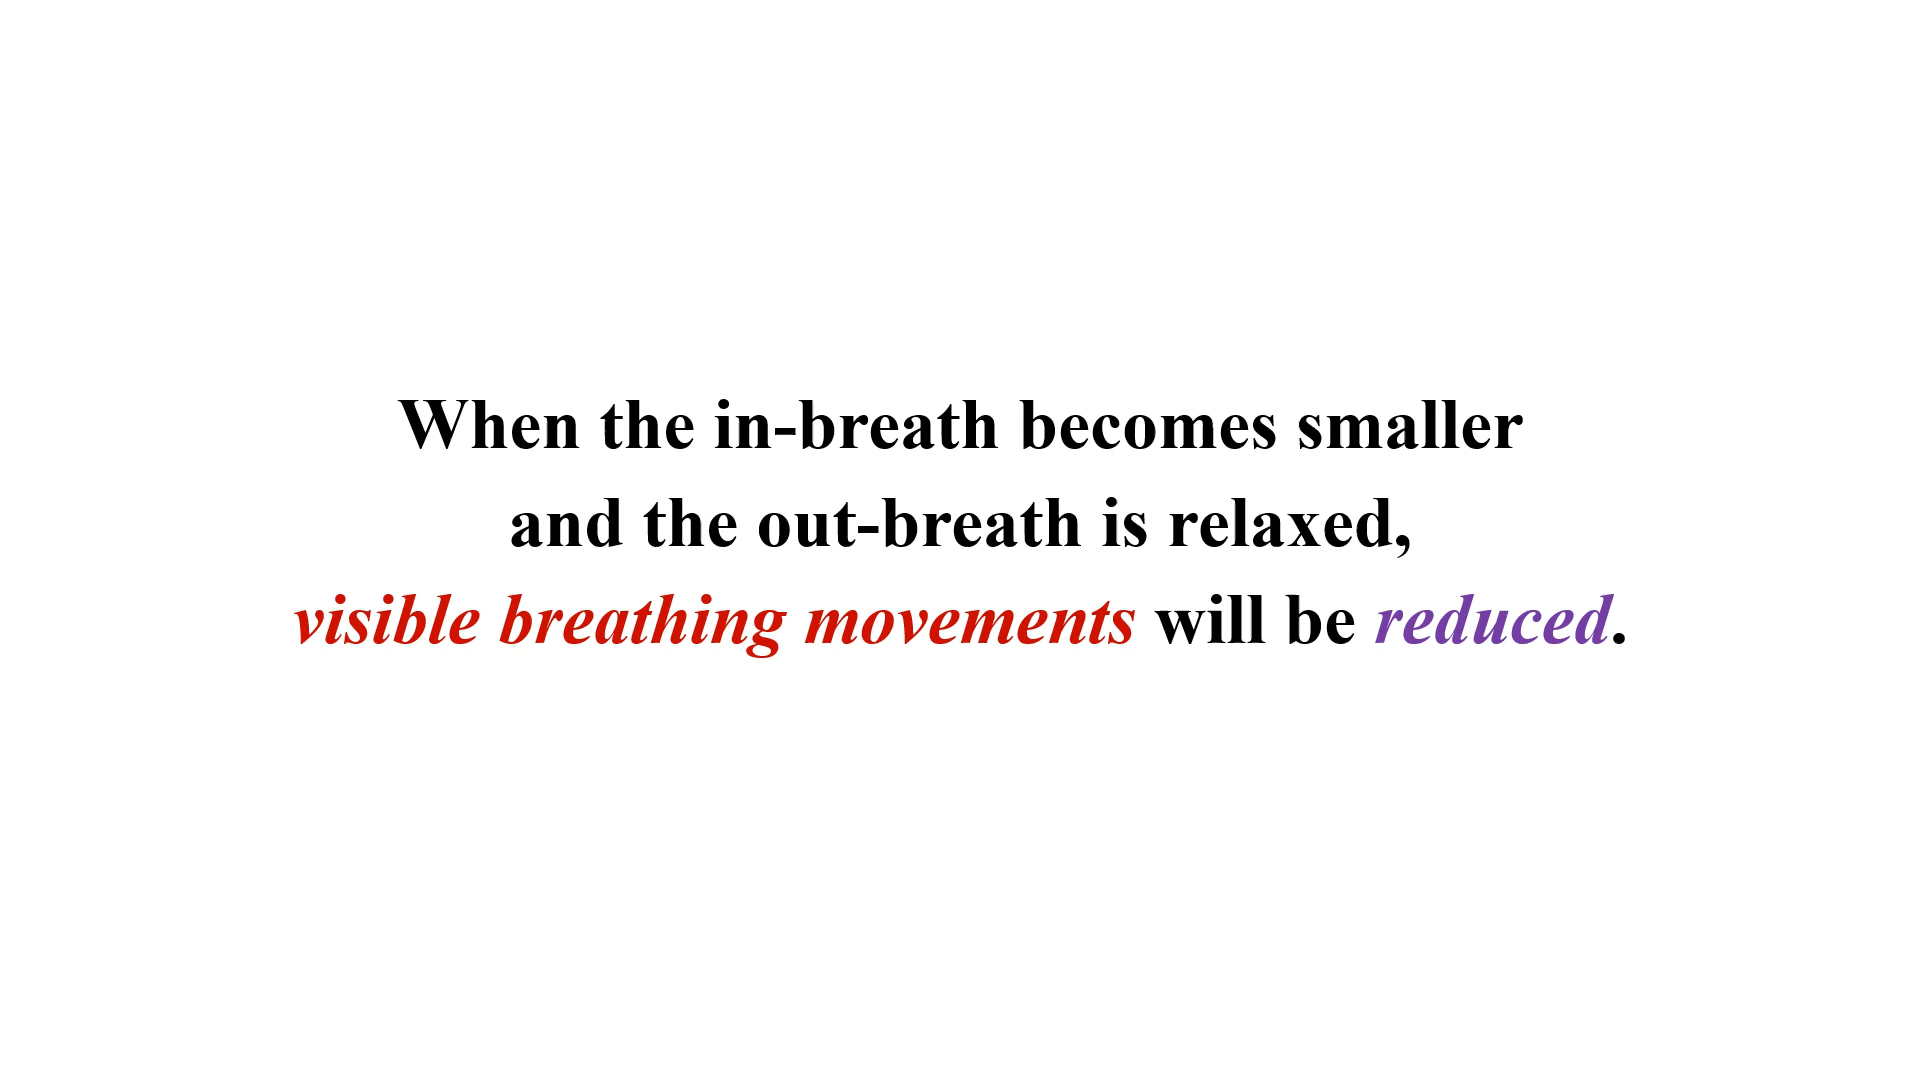 When the in-breath becomes smaller
and the out-breath is relaxed,
visible breathing movements will be reduced.